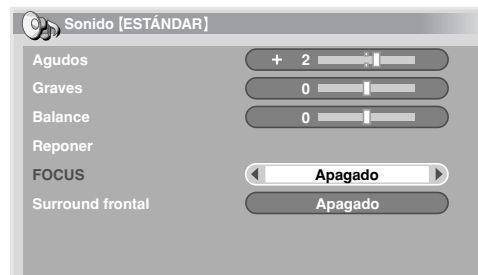 Sonido [ESTÁNDAR]
Agudos + 2
Graves 0
Balance 0
Reponer
FOCUS Apagado
Surround frontal Apagado